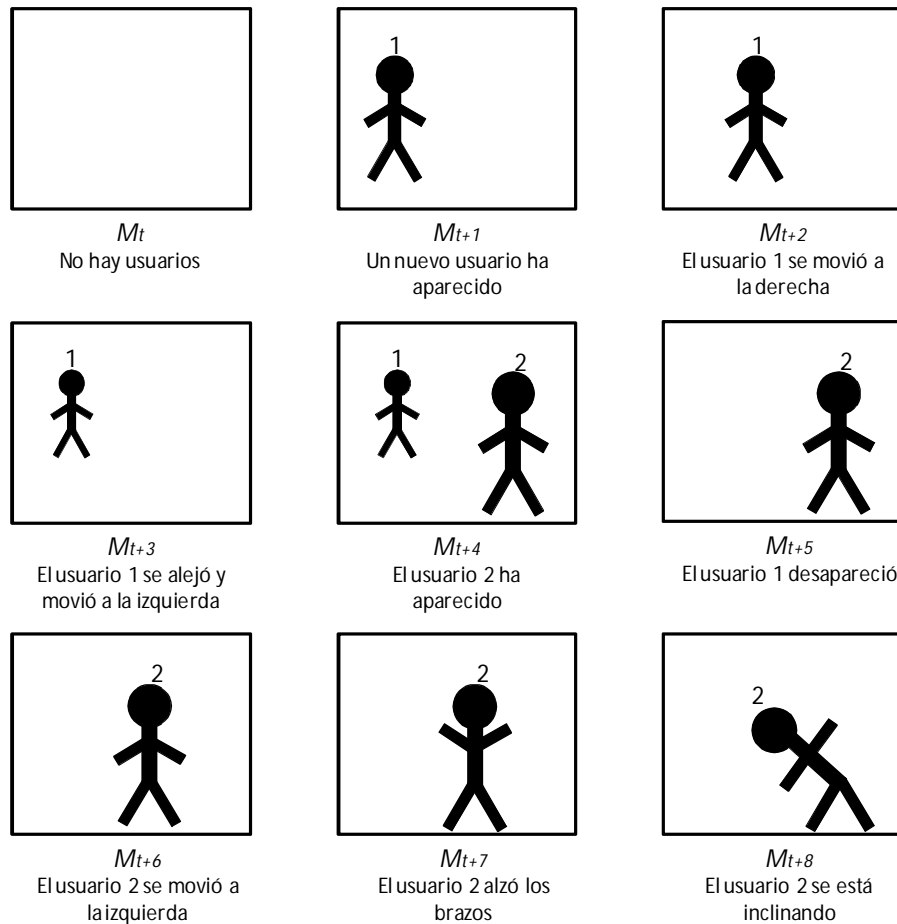 1
1
Mt
No hay usuarios
Mt+1
Un nuevo usuario ha
aparecido
Mt+2
El usuario 1 se movió a
la derecha
1
1
2
2
Mt+3
El usuario 1 se alejó y
movió a la izquierda
Mt+4
El usuario 2 ha
aparecido
Mt+5
El usuario 1 desapareció
2
2
2
Mt+6
El usuario 2 se movió a
la izquierda
Mt+7
El usuario 2 alzó los
brazos
Mt+8
El usuario 2 se está
inclinando